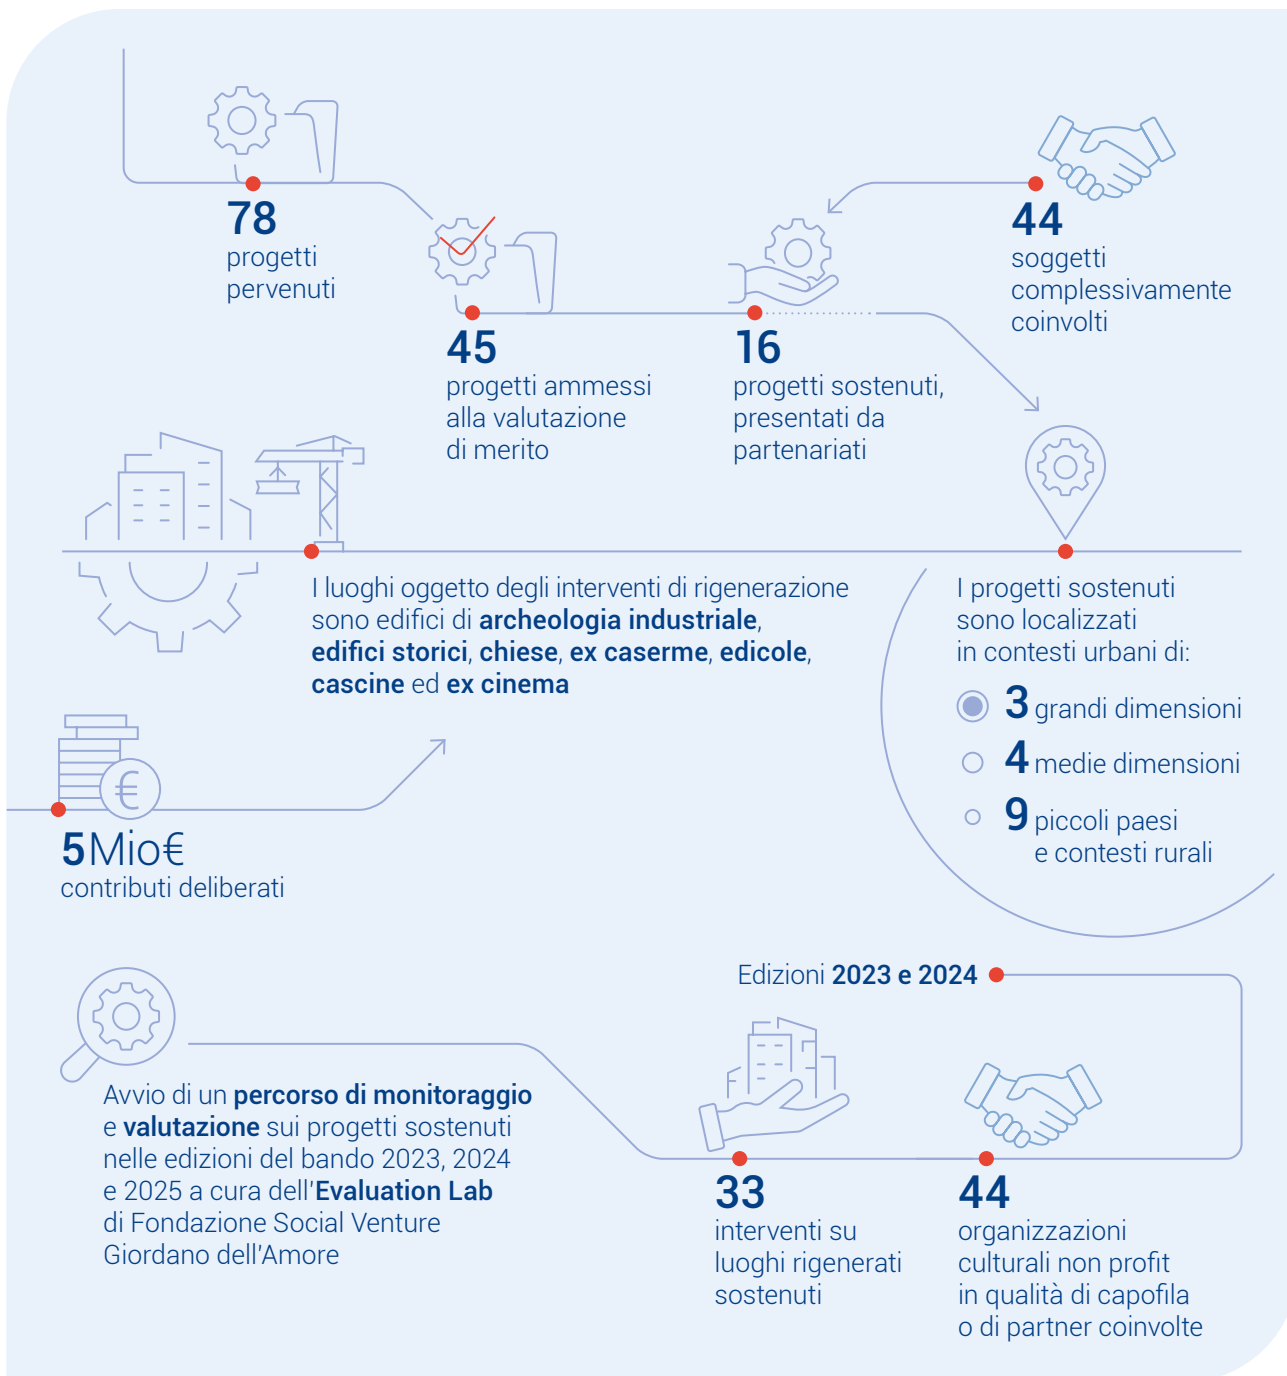 78
progetti
pervenuti
44
soggetti
complessivamente
coinvolti
45
progetti ammessi
alla valutazione
di merito
16
progetti sostenuti,
presentati da
partenariati
I luoghi oggetto degli interventi di rigenerazione
sono edifici di archeologia industriale,
edifici storici, chiese, ex caserme, edicole,
cascine ed ex cinema
I progetti sostenuti
sono localizzati
in contesti urbani di:
3 grandi dimensioni
4 medie dimensioni
9 piccoli paesi
e contesti rurali
€
5 Mio€
contributi deliberati
Edizioni 2023 e 2024
Avvio di un percorso di monitoraggio
e valutazione sui progetti sostenuti
nelle edizioni del bando 2023, 2024
e 2025 a cura dell'Evaluation Lab
di Fondazione Social Venture
Giordano dell'Amore
33
interventi su
luoghi rigenerati
sostenuti
44
organizzazioni
culturali non profit
in qualità di capofila
o di partner coinvolte